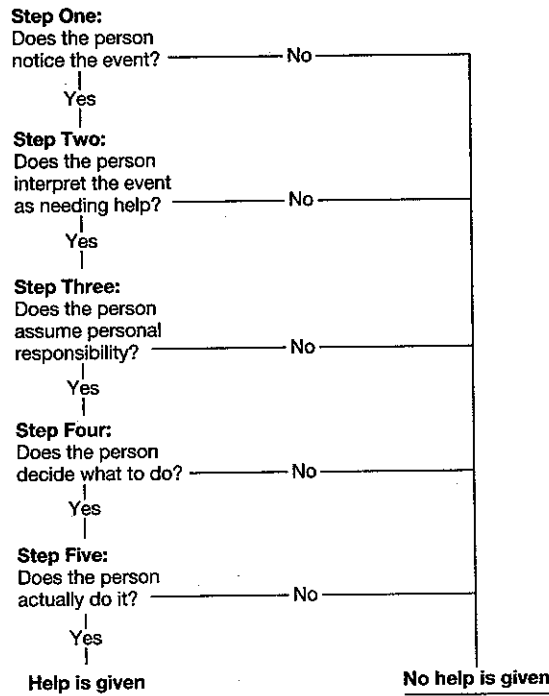 Step One:
Does the person
notice the event?
No
Yes
Step Two:
Does the person
interpret the event
as needing help?
No
Yes
Step Three:
Does the person
assume personal
responsibility?
No
Yes
Step Four:
Does the person
decide what to do?
No
Yes
Step Five:
Does the person
actually do it?
No
Yes
Help is given
No help is given